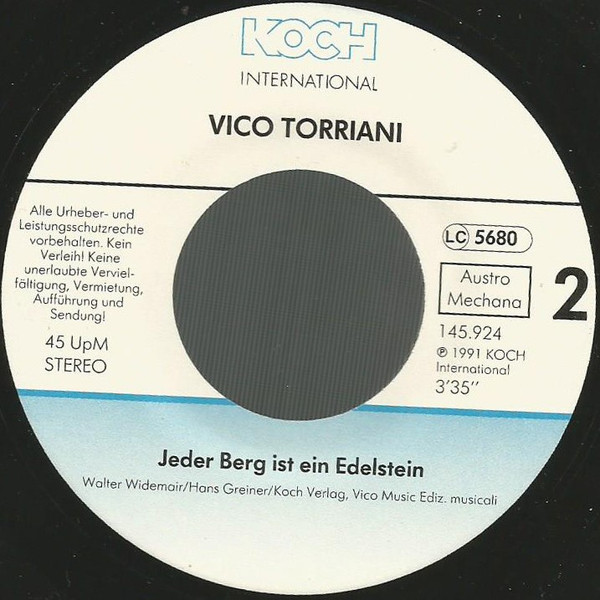 KOCH
INTERNATIONAL
VICO TORRIANI
Alle Urheber- und
Leistungsschutzrechte
vorbehalten. Kein
Verleih! Keine
unerlaubte Verviel-
fältigung, Vermietung,
Aufführung und
Sendung!
45 UpM
STEREO
LC 5680
Austro
Mechana
2
145.924
℗ 1991 KOCH
International
3'35''
Jeder Berg ist ein Edelstein
Walter Widemair/Hans Greiner/Koch Verlag, Vico Music Ediz. musicali